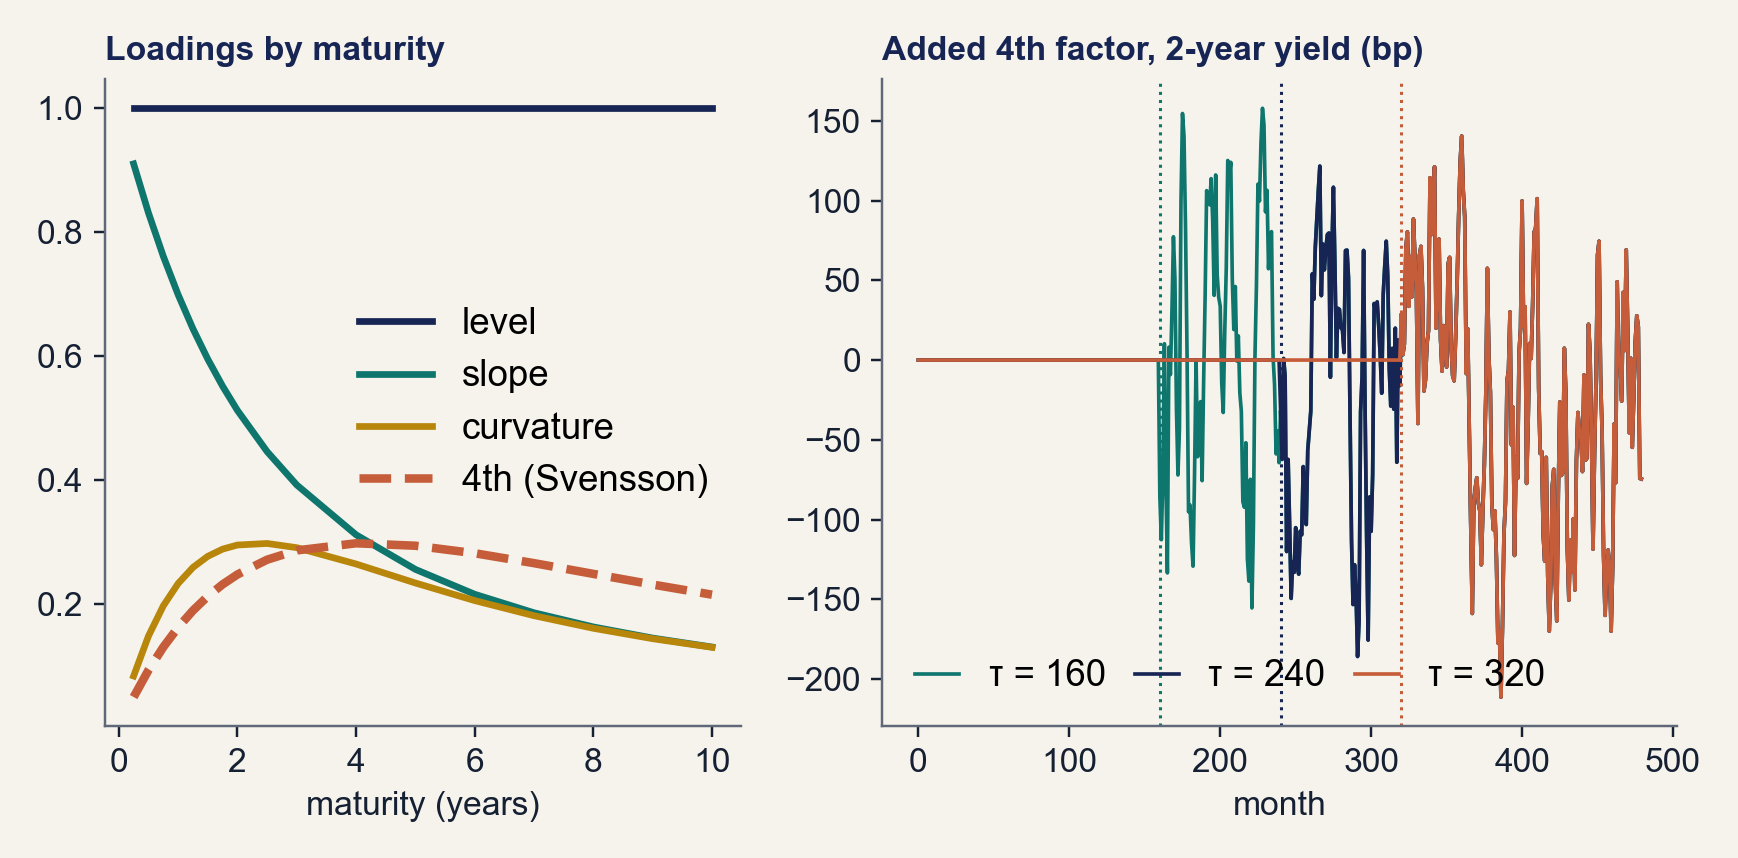 Loadings by maturity
1.0
0.8
0.6
0.4
0.2
level
slope
curvature
4th (Svensson)
0 2 4 6 8 10
maturity (years)
Added 4th factor, 2-year yield (bp)
150
100
50
0
−50
−100
−150
−200
τ = 160 τ = 240 τ = 320
0 100 200 300 400 500
month